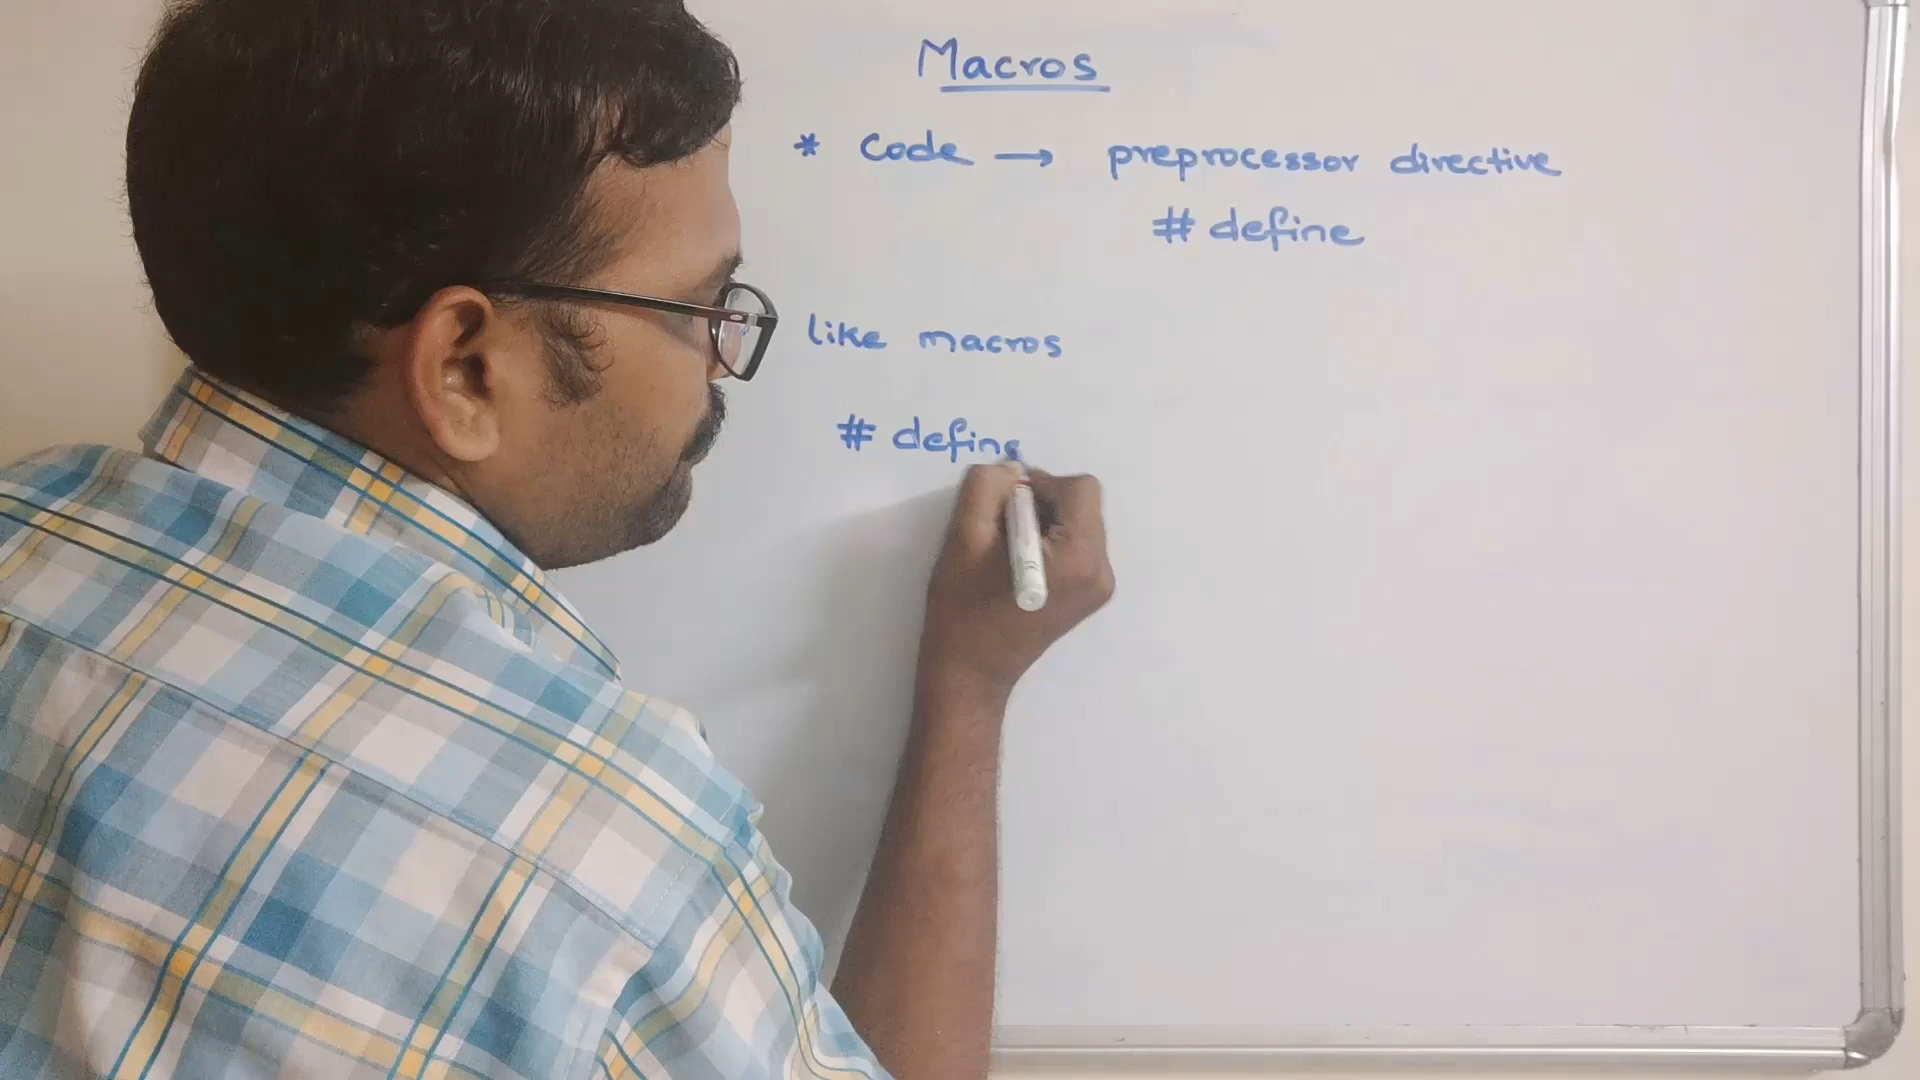 Macros
* Code → preprocessor directive
# define
like macros
# define